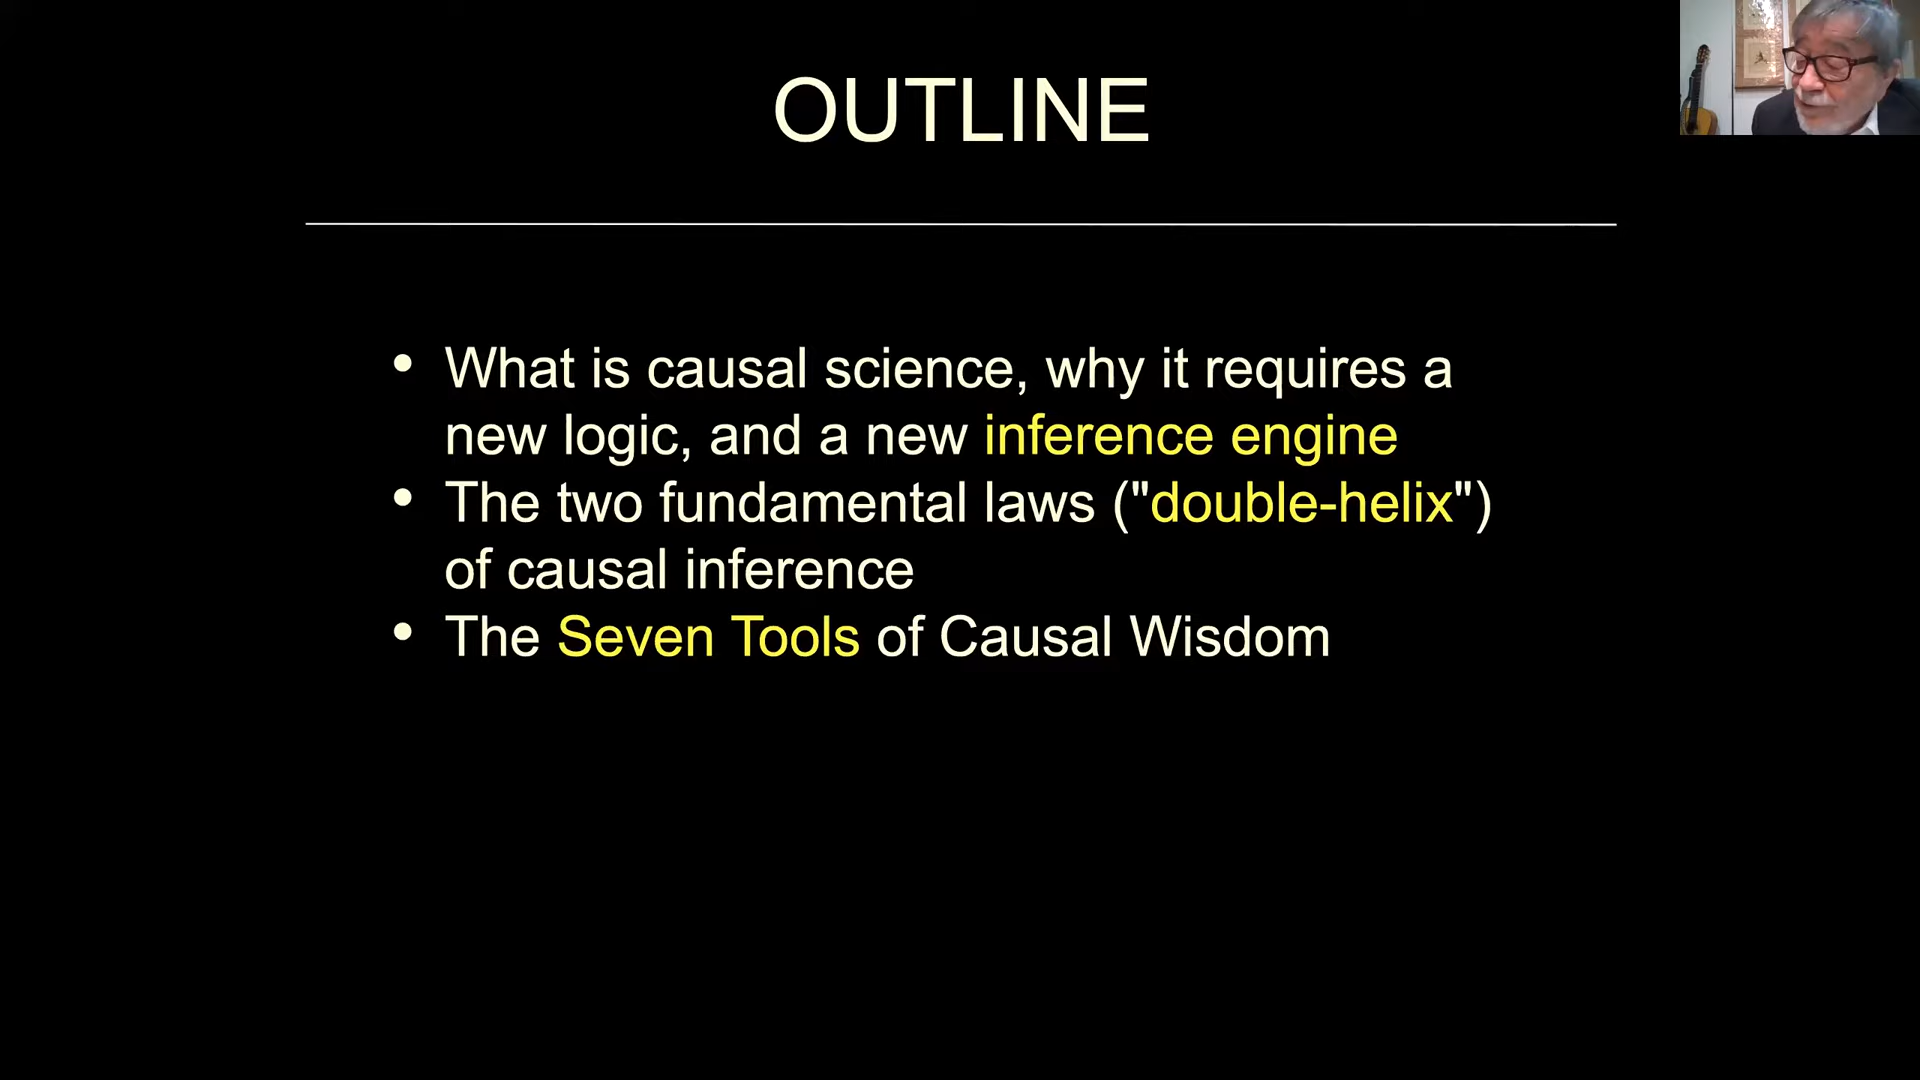 OUTLINE
• What is causal science, why it requires a
new logic, and a new inference engine
• The two fundamental laws ("double-helix")
of causal inference
• The Seven Tools of Causal Wisdom